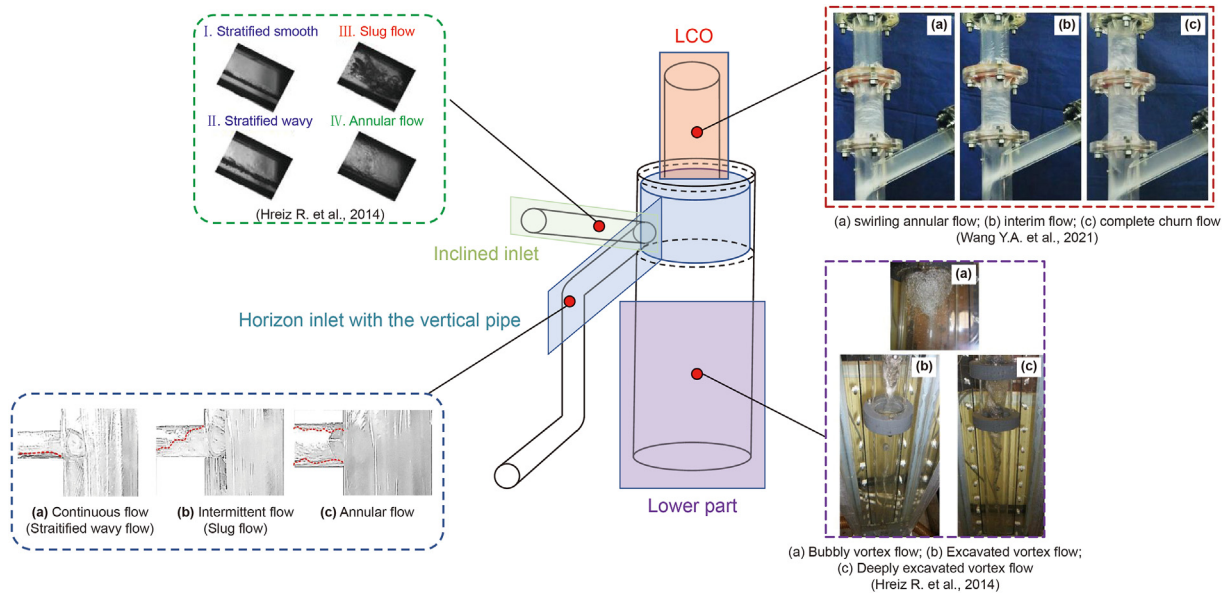 I. Stratified smooth
III. Slug flow
II. Stratified wavy
IV. Annular flow
(Hreiz R. et al., 2014)
LCO
(a)
(b)
(c)
(a) swirling annular flow; (b) interim flow; (c) complete churn flow
(Wang Y.A. et al., 2021)
Inclined inlet
Horizon inlet with the vertical pipe
(a)
(b)
(c)
Lower part
(a) Bubbly vortex flow; (b) Excavated vortex flow;
(c) Deeply excavated vortex flow
(Hreiz R. et al., 2014)
(a) Continuous flow
(Straitified wavy flow)
(b) Intermittent flow
(Slug flow)
(c) Annular flow